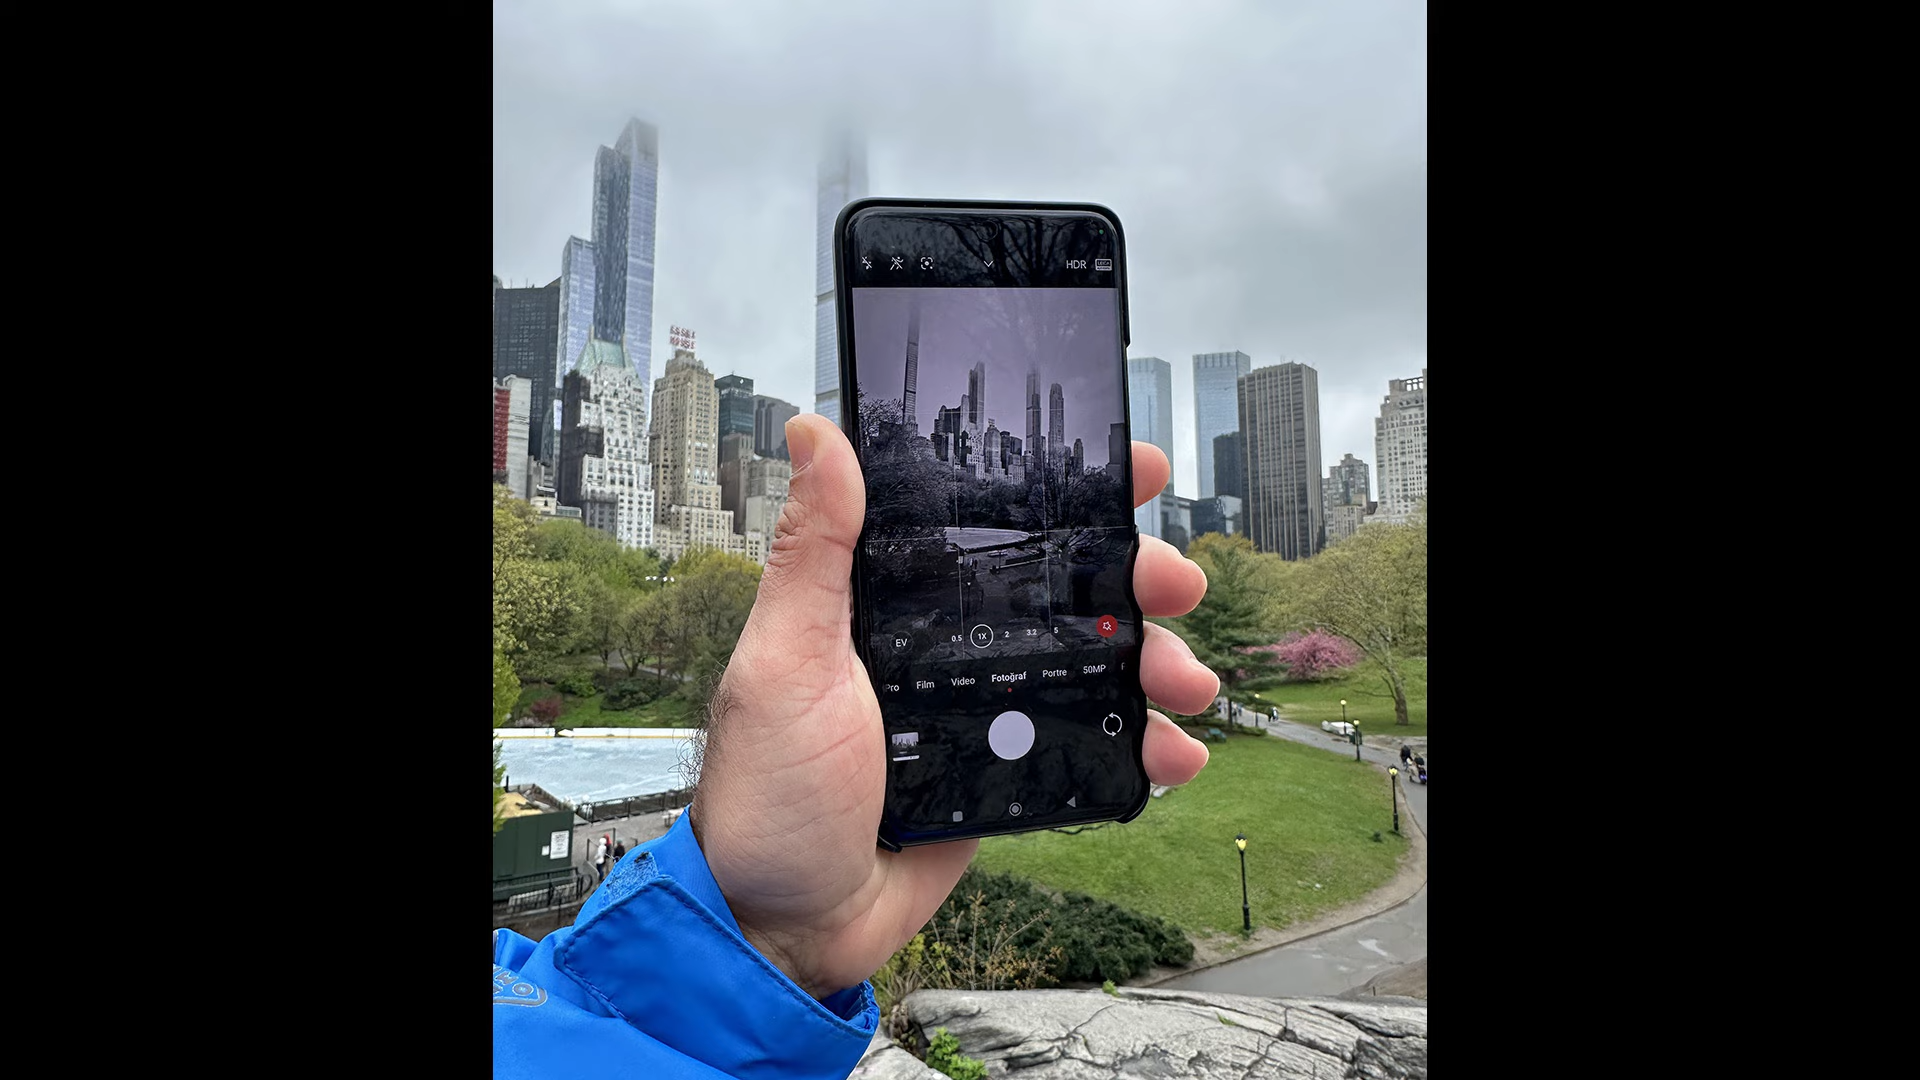 ESSEX
HOUSE
HDR
EV
0.5 1X 2 3.2 5
Pro Film Video Fotoğraf Portre 50MP